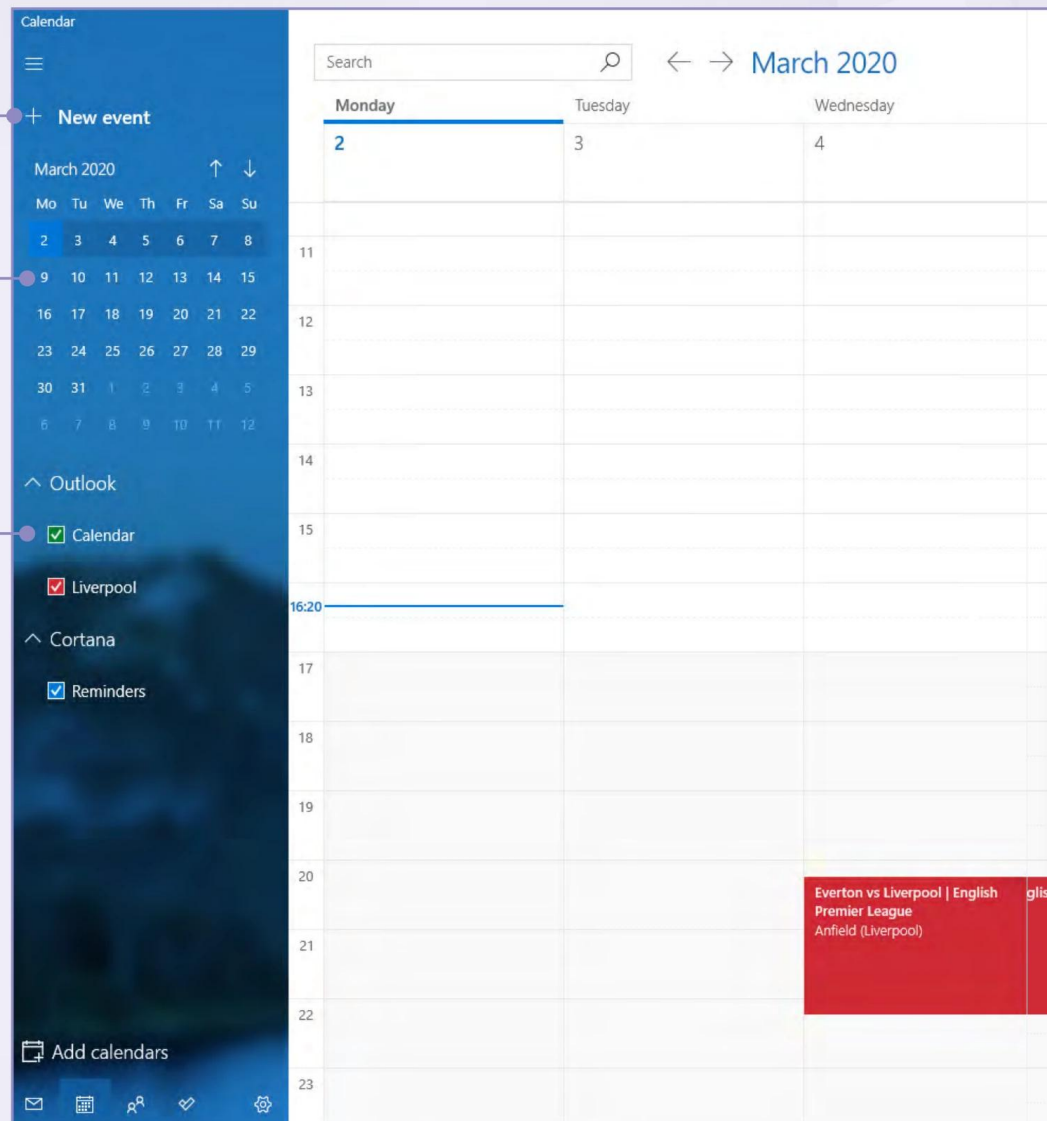 Calendar
New event
March 2020
Mo Tu We Th Fr Sa Su
2 3 4 5 6 7 8
9 10 11 12 13 14 15
16 17 18 19 20 21 22
23 24 25 26 27 28 29
30 31 1 2 3 4 5
6 7 8 9 10 11 12
Outlook
Calendar
Liverpool
Cortana
Reminders
Add calendars
Search
March 2020
Monday Tuesday Wednesday
2 3 4
11
12
13
14
15
16:20
17
18
19
20
Everton vs Liverpool | English
glis
Premier League
Anfield (Liverpool)
21
22
23